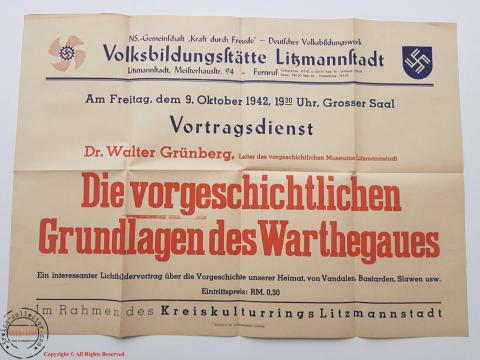 NS.-Gemeinschaft „Kraft durch Freude" — Deutsches Volksbildungswerk
Volksbildungsstätte Litzmannstadt
Litzmannstadt, Meisterhausstr. 94 - Fernruf
Am Freitag, dem 9. Oktober 1942, 19³⁰ Uhr, Grosser Saal
Vortragsdienst
Dr. Walter Grünberg, Leiter des vorgeschichtlichen Museums Litzmannstadt
Die vorgeschichtlichen
Grundlagen des Warthegaues
Ein interessanter Lichtbildervortrag über die Vorgeschichte unserer Heimat, von Vandalen, Bastarden, Slawen usw.
Eintrittspreis: RM. 0,30
im Rahmen des Kreiskulturrings Litzmannstadt
Copyright © All Rights Reserved